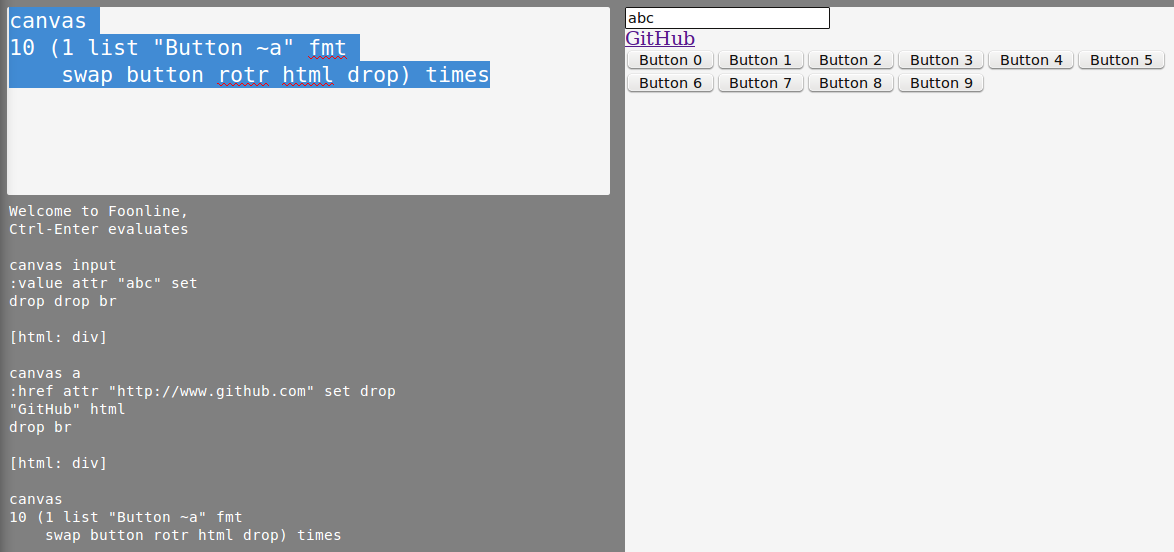 canvas
10 (1 list "Button ~a" fmt
    swap button rotr html drop) times
Welcome to Foonline,
Ctrl-Enter evaluates
canvas input
:value attr "abc" set
drop drop br
[html: div]
canvas a
:href attr "http://www.github.com" set drop
"GitHub" html
drop br
[html: div]
canvas
10 (1 list "Button ~a" fmt
    swap button rotr html drop) times
abc
GitHub
Button 0 Button 1 Button 2 Button 3 Button 4 Button 5
Button 6 Button 7 Button 8 Button 9